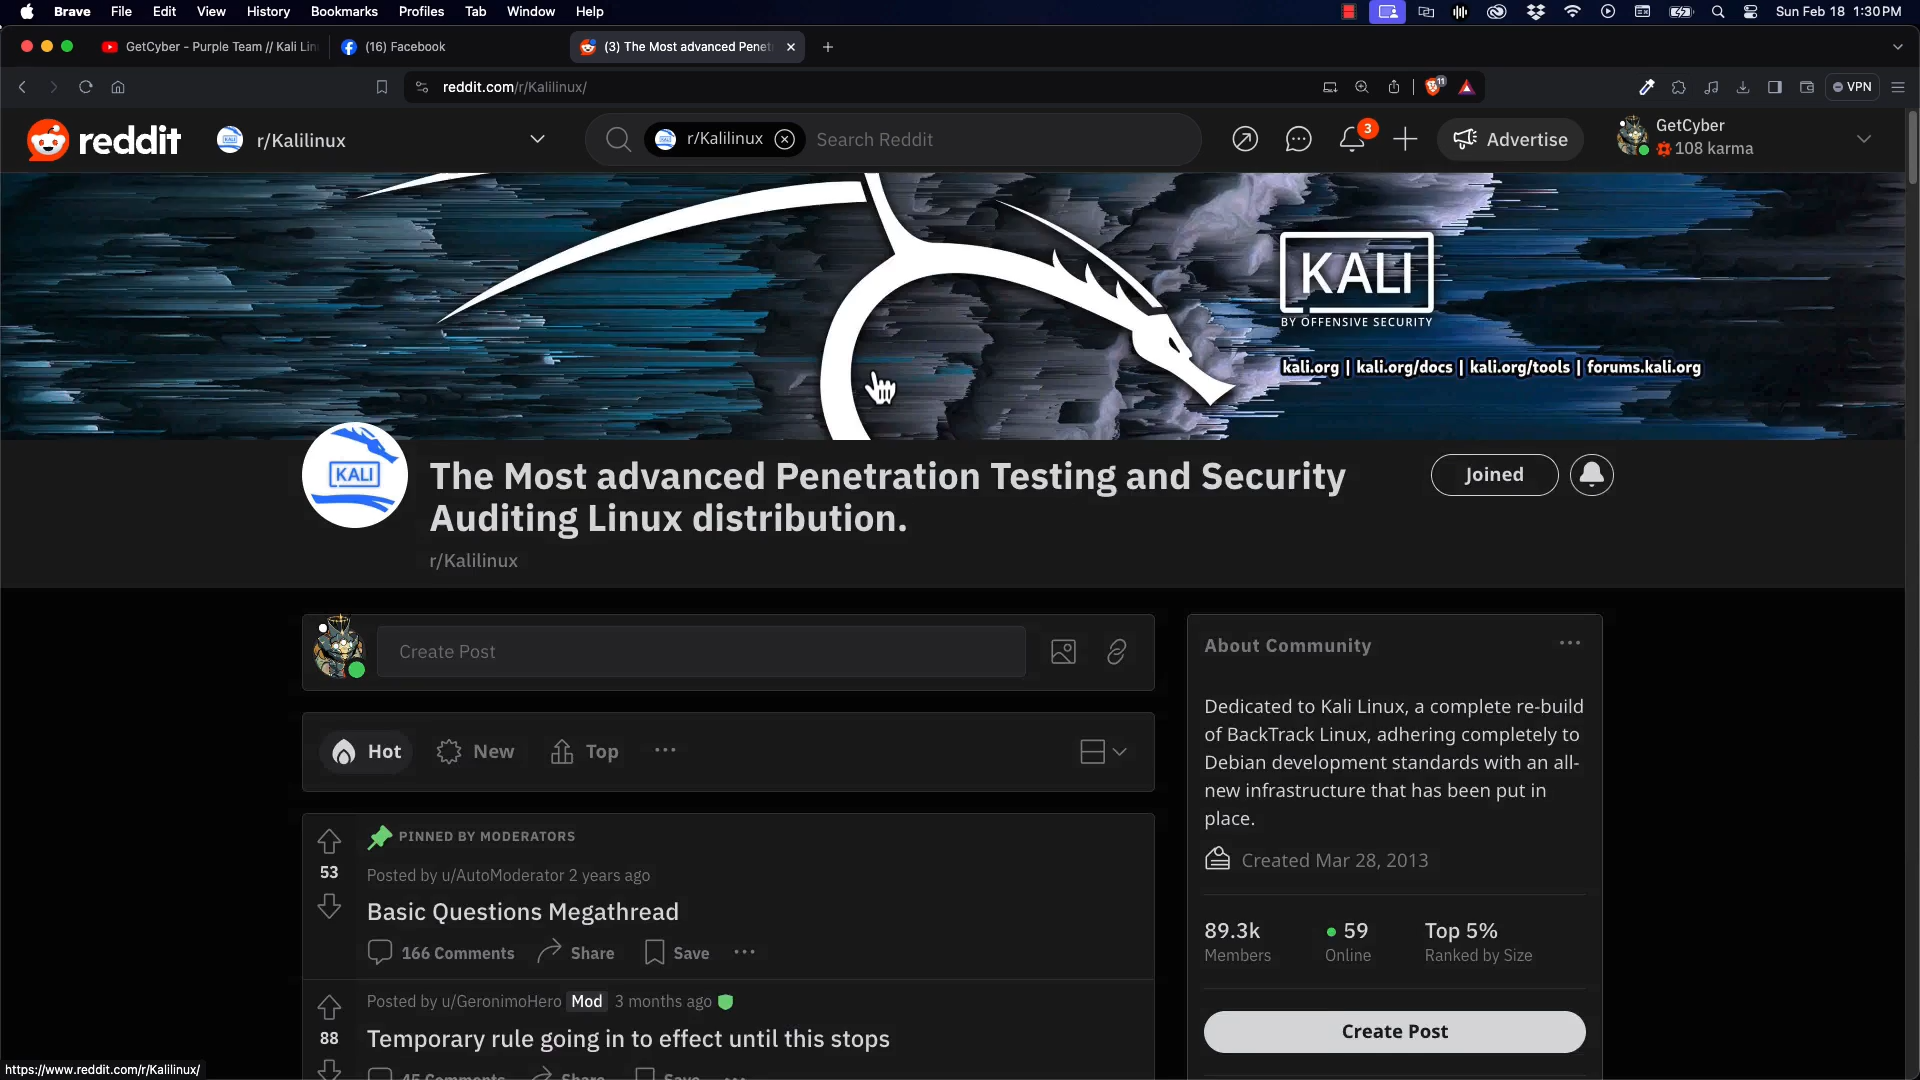 Brave File Edit View History Bookmarks Profiles Tab Window Help Sun Feb 18 1:30 PM
GetCyber - Purple Team // Kali Lin (16) Facebook (3) The Most advanced Penet
reddit.com/r/Kalilinux/ 11 VPN
reddit r/Kalilinux r/Kalilinux Search Reddit 3 Advertise GetCyber
108 karma
KALI
BY OFFENSIVE SECURITY
kali.org | kali.org/docs | kali.org/tools | forums.kali.org
KALI
The Most advanced Penetration Testing and Security
Auditing Linux distribution.
Joined
r/Kalilinux
Create Post
Hot New Top
PINNED BY MODERATORS
53
Posted by u/AutoModerator 2 years ago
Basic Questions Megathread
166 Comments Share Save
Posted by u/GeronimoHero Mod 3 months ago
88
Temporary rule going in to effect until this stops
45 Comments Share Save
About Community
Dedicated to Kali Linux, a complete re-build
of BackTrack Linux, adhering completely to
Debian development standards with an all-
new infrastructure that has been put in
place.
Created Mar 28, 2013
89.3k 59 Top 5%
Members Online Ranked by Size
Create Post
https://www.reddit.com/r/Kalilinux/